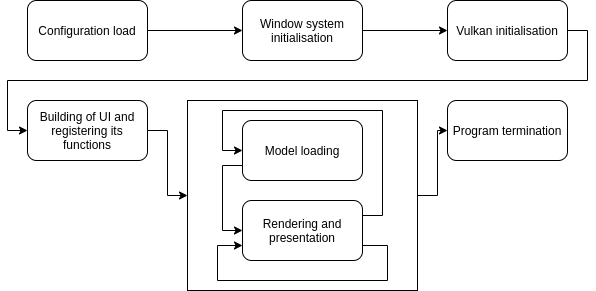 Configuration load
Window system
initialisation
Vulkan initialisation
Building of UI and
registering its
functions
Model loading
Rendering and
presentation
Program termination